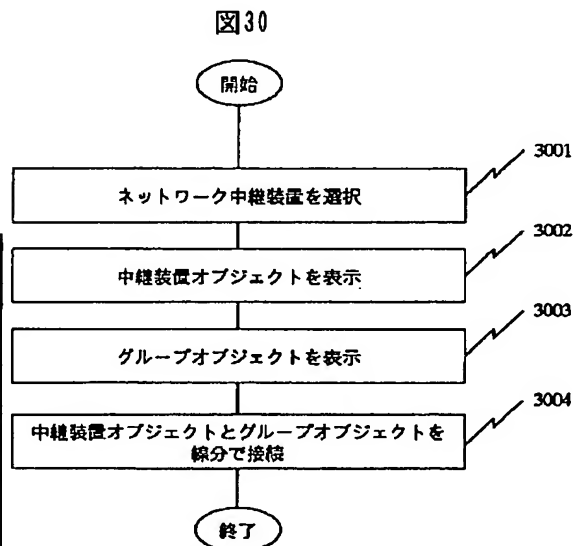 図30
開始
3001
ネットワーク中継装置を選択
3002
中継装置オブジェクトを表示
3003
グループオブジェクトを表示
3004
中継装置オブジェクトとグループオブジェクトを
線分で接続
終了